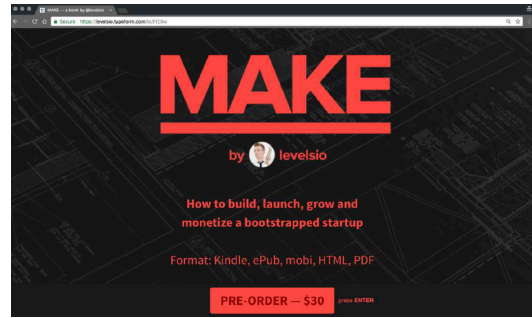 MAKE — a book by @levelsio
Secure https://levelsio.typeform.com/to/
MAKE
by levelsio
How to build, launch, grow and
monetize a bootstrapped startup
Format: Kindle, ePub, mobi, HTML, PDF
PRE-ORDER — $30 press ENTER